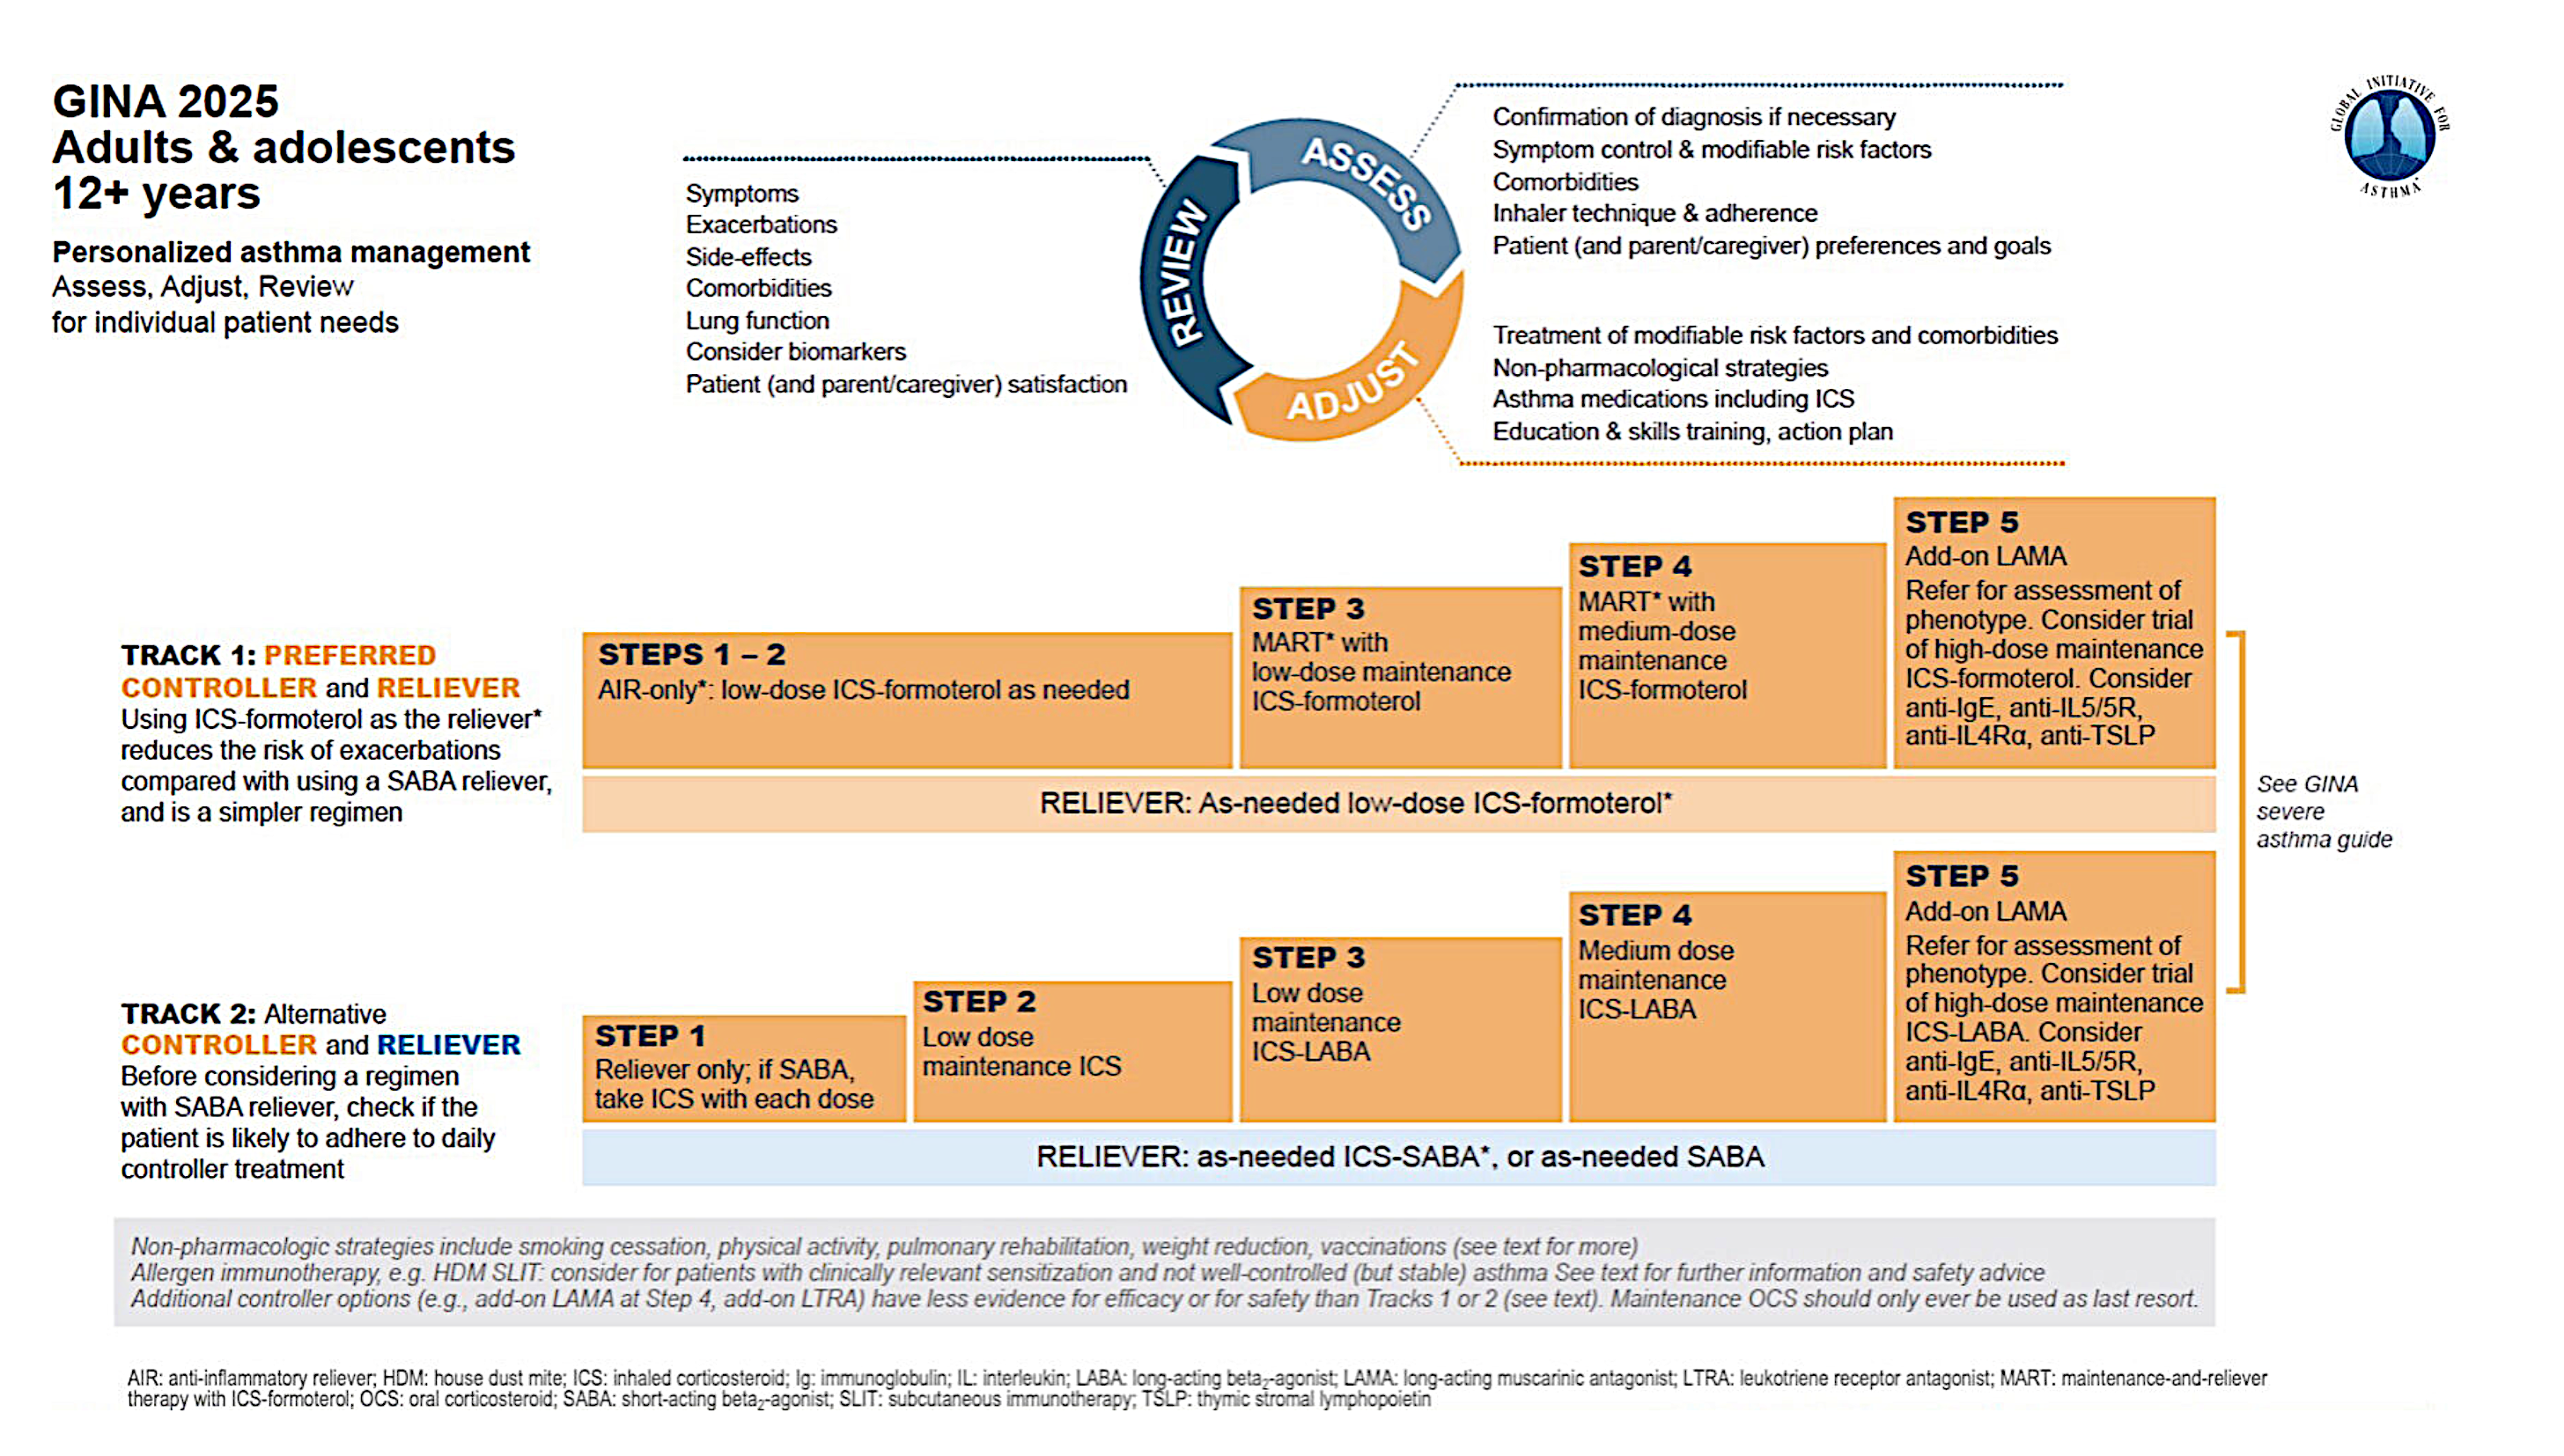 GINA 2025
Adults & adolescents
12+ years
Personalized asthma management
Assess, Adjust, Review
for individual patient needs
Symptoms
Exacerbations
Side-effects
Comorbidities
Lung function
Consider biomarkers
Patient (and parent/caregiver) satisfaction
REVIEW
ASSESS
ADJUST
Confirmation of diagnosis if necessary
Symptom control & modifiable risk factors
Comorbidities
Inhaler technique & adherence
Patient (and parent/caregiver) preferences and goals
Treatment of modifiable risk factors and comorbidities
Non-pharmacological strategies
Asthma medications including ICS
Education & skills training, action plan
GLOBAL INITIATIVE FOR
ASTHMA
TRACK 1: PREFERRED
CONTROLLER and RELIEVER
Using ICS-formoterol as the reliever*
reduces the risk of exacerbations
compared with using a SABA reliever,
and is a simpler regimen
STEPS 1 – 2
AIR-only*: low-dose ICS-formoterol as needed
STEP 3
MART* with
low-dose maintenance
ICS-formoterol
STEP 4
MART* with
medium-dose
maintenance
ICS-formoterol
STEP 5
Add-on LAMA
Refer for assessment of
phenotype. Consider trial
of high-dose maintenance
ICS-formoterol. Consider
anti-IgE, anti-IL5/5R,
anti-IL4Rα, anti-TSLP
RELIEVER: As-needed low-dose ICS-formoterol*
See GINA
severe
asthma guide
TRACK 2: Alternative
CONTROLLER and RELIEVER
Before considering a regimen
with SABA reliever, check if the
patient is likely to adhere to daily
controller treatment
STEP 1
Reliever only; if SABA,
take ICS with each dose
STEP 2
Low dose
maintenance ICS
STEP 3
Low dose
maintenance
ICS-LABA
STEP 4
Medium dose
maintenance
ICS-LABA
STEP 5
Add-on LAMA
Refer for assessment of
phenotype. Consider trial
of high-dose maintenance
ICS-LABA. Consider
anti-IgE, anti-IL5/5R,
anti-IL4Rα, anti-TSLP
RELIEVER: as-needed ICS-SABA*, or as-needed SABA
Non-pharmacologic strategies include smoking cessation, physical activity, pulmonary rehabilitation, weight reduction, vaccinations (see text for more)
Allergen immunotherapy, e.g. HDM SLIT: consider for patients with clinically relevant sensitization and not well-controlled (but stable) asthma See text for further information and safety advice
Additional controller options (e.g., add-on LAMA at Step 4, add-on LTRA) have less evidence for efficacy or for safety than Tracks 1 or 2 (see text). Maintenance OCS should only ever be used as last resort.
AIR: anti-inflammatory reliever; HDM: house dust mite; ICS: inhaled corticosteroid; Ig: immunoglobulin; IL: interleukin; LABA: long-acting beta₂-agonist; LAMA: long-acting muscarinic antagonist; LTRA: leukotriene receptor antagonist; MART: maintenance-and-reliever
therapy with ICS-formoterol; OCS: oral corticosteroid; SABA: short-acting beta₂-agonist; SLIT: subcutaneous immunotherapy; TSLP: thymic stromal lymphopoietin